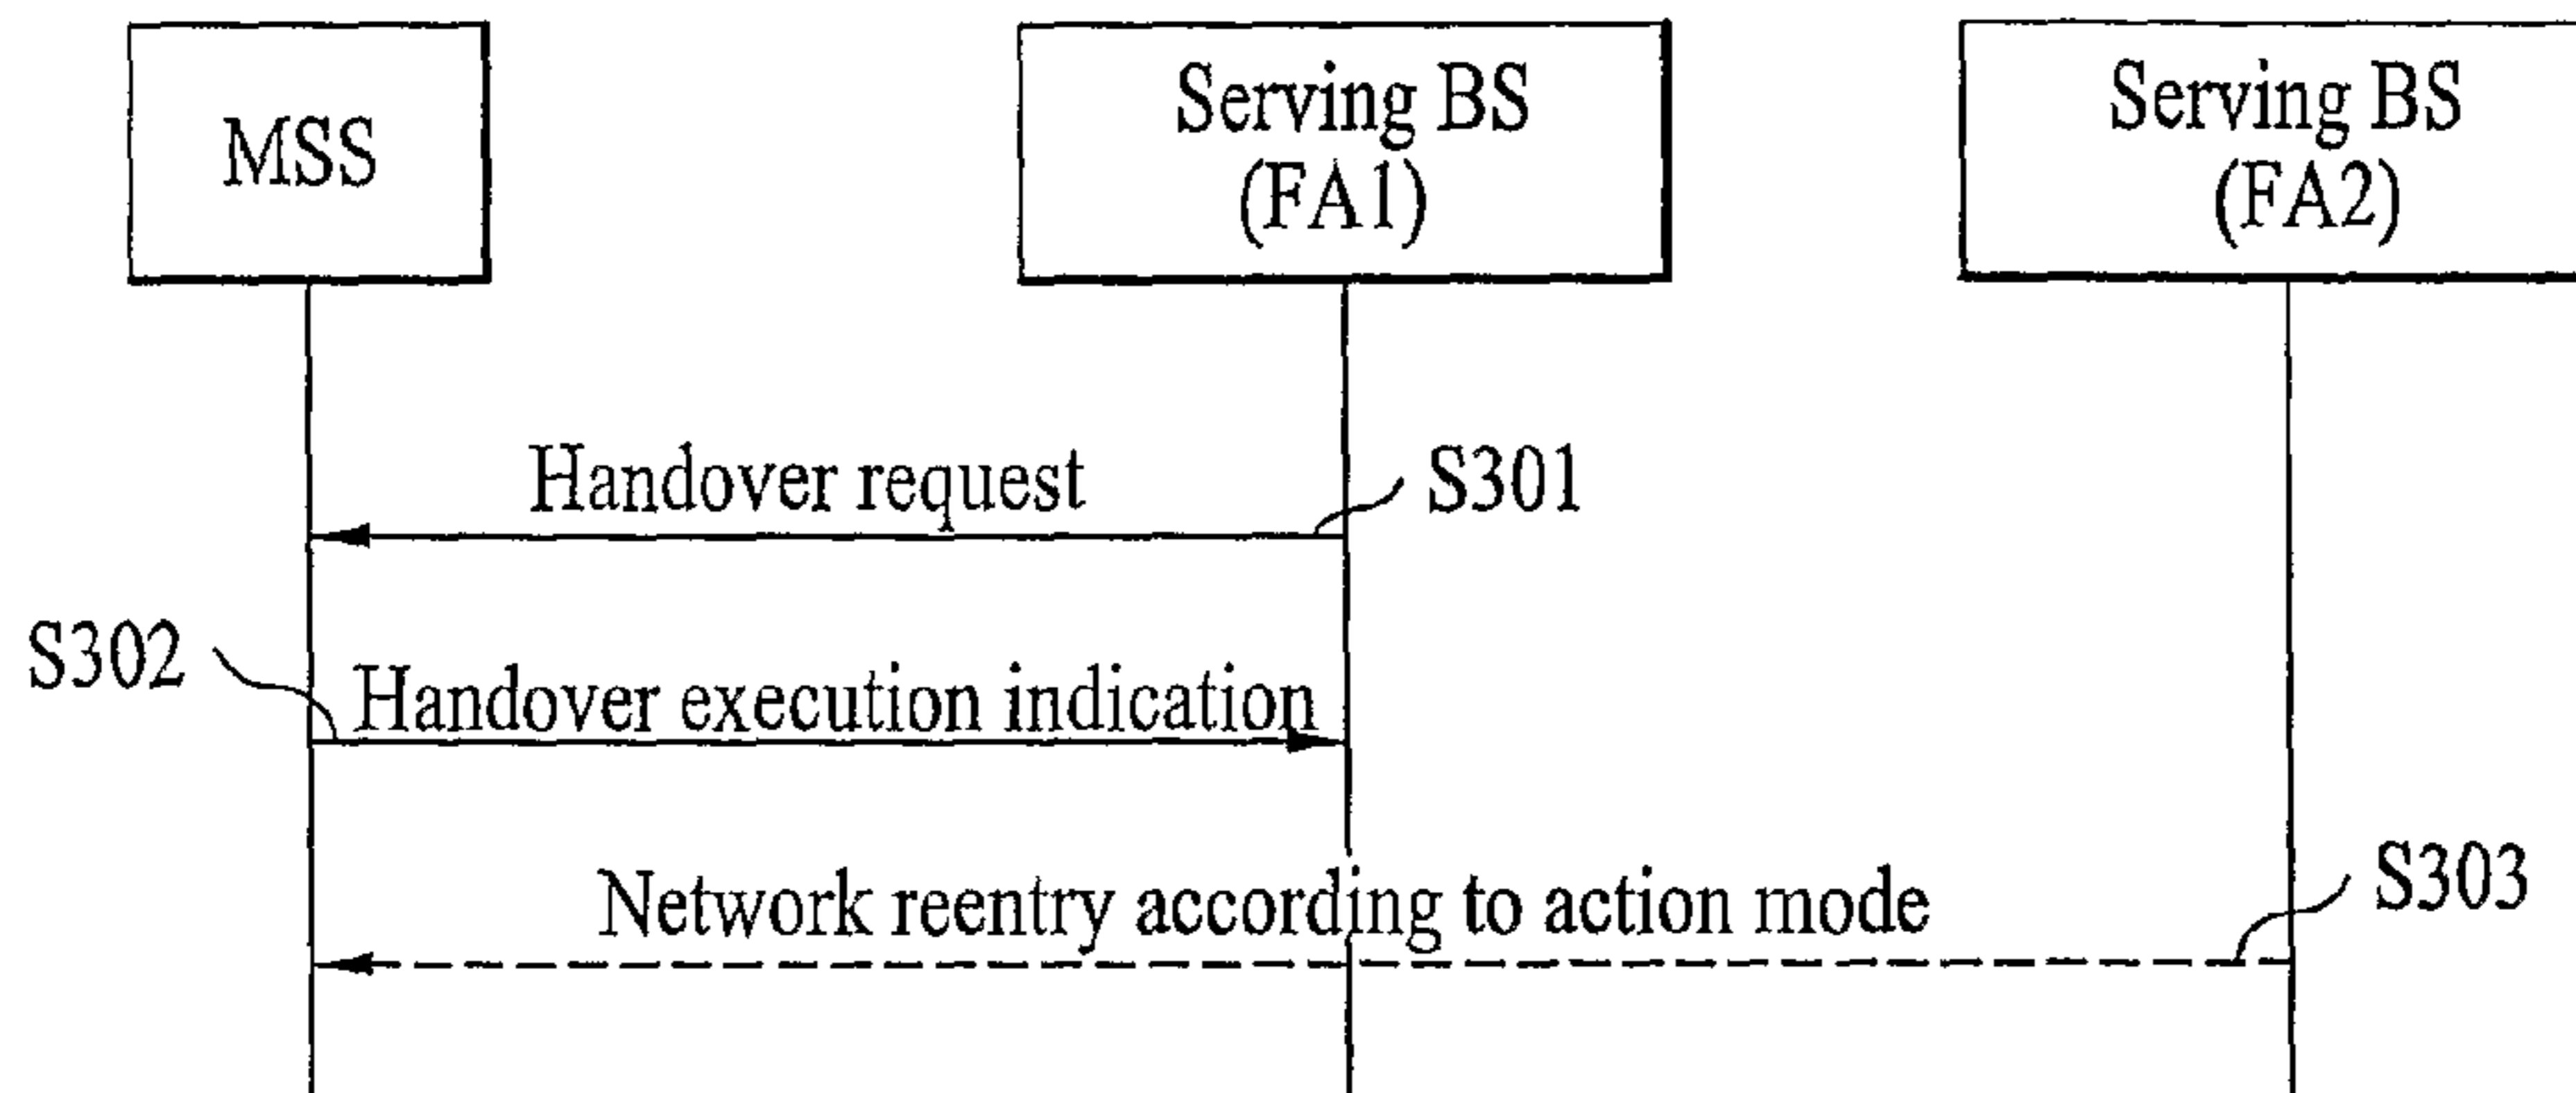 MSS
Serving BS
(FA1)
Serving BS
(FA2)
Handover request
S301
S302
Handover execution indication
Network reentry according to action mode
S303